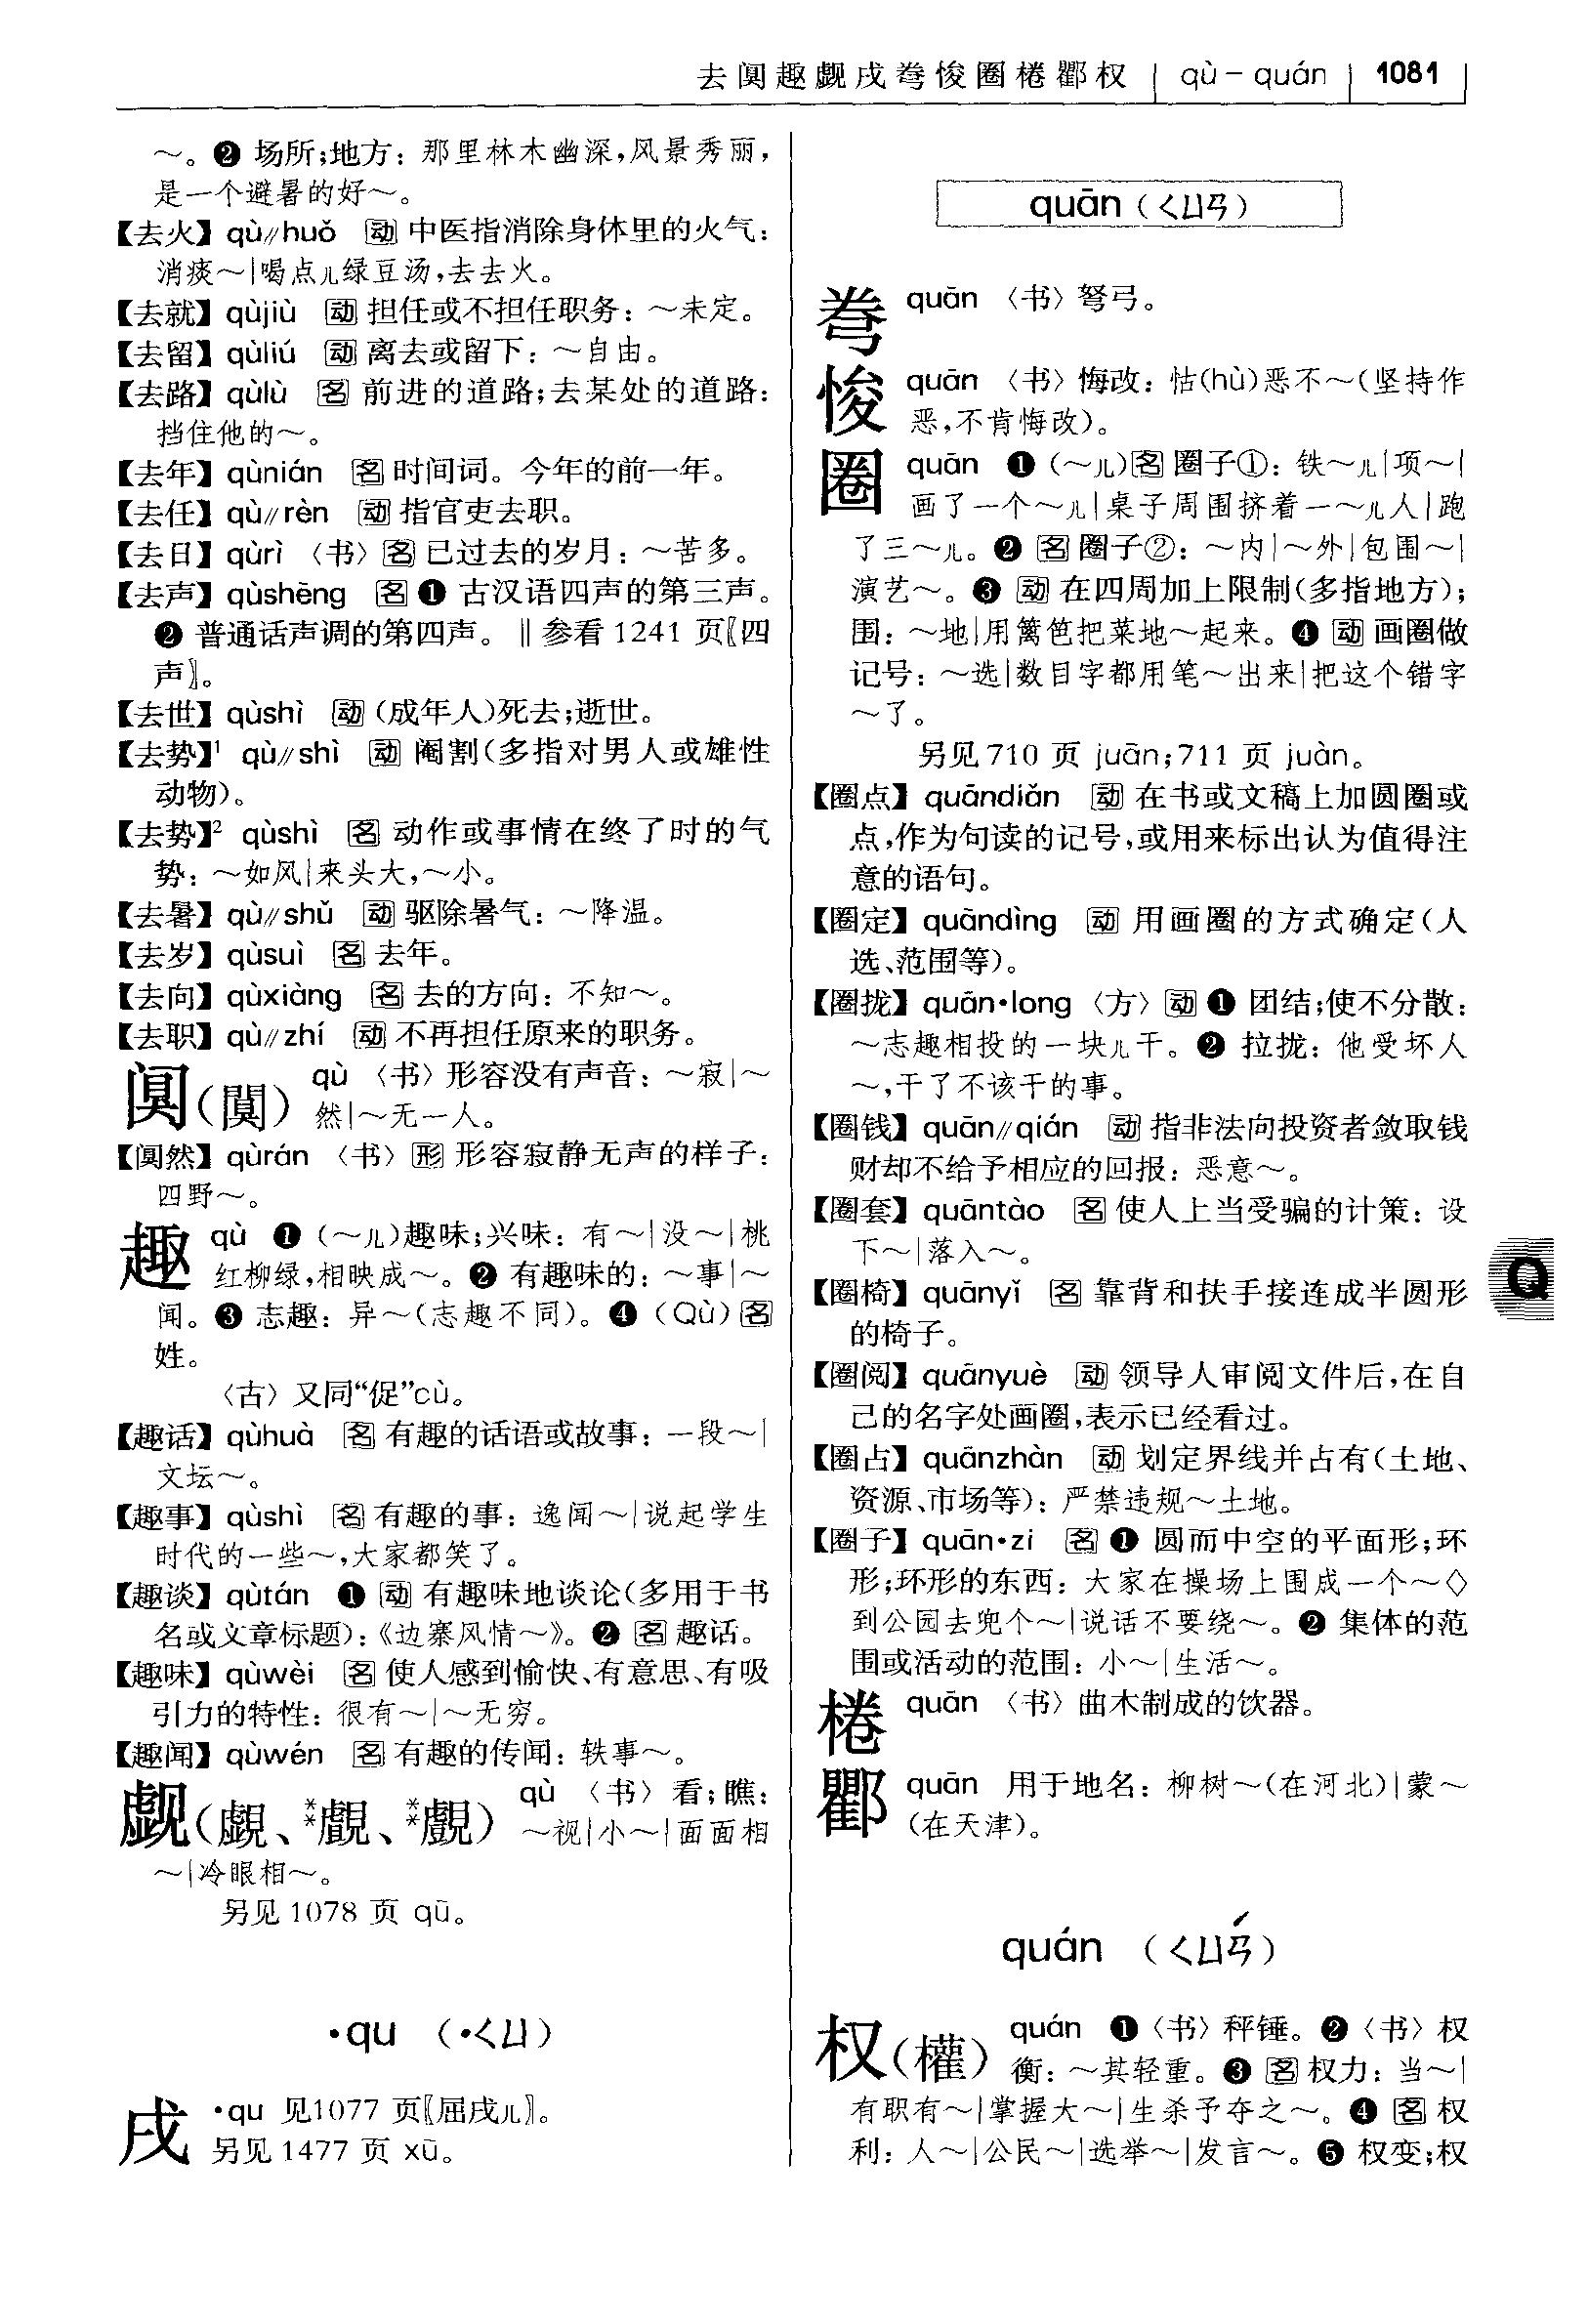 去阒趣觑戌弮悛圈棬酄权 | qù－quán | 1081
～。❷ 场所;地方：那里林木幽深,风景秀丽,
是一个避暑的好～。
【去火】qù∥huǒ 动 中医指消除身体里的火气：
消痰～|喝点儿绿豆汤,去去火。
【去就】qùjiù 动 担任或不担任职务：～未定。
【去留】qùliú 动 离去或留下：～自由。
【去路】qùlù 名 前进的道路;去某处的道路：
挡住他的～。
【去年】qùnián 名 时间词。今年的前一年。
【去任】qù∥rèn 动 指官吏去职。
【去日】qùrì〈书〉名 已过去的岁月：～苦多。
【去声】qùshēng 名 ❶ 古汉语四声的第三声。
❷ 普通话声调的第四声。‖参看 1241 页〖四
声〗。
【去世】qùshì 动 (成年人)死去;逝世。
【去势】¹ qù∥shì 动 阉割(多指对男人或雄性
动物)。
【去势】² qùshì 名 动作或事情在终了时的气
势：～如风|来头大,～小。
【去暑】qù∥shǔ 动 驱除暑气：～降温。
【去岁】qùsuì 名 去年。
【去向】qùxiàng 名 去的方向：不知～。
【去职】qù∥zhí 动 不再担任原来的职务。
阒(闃) qù〈书〉形容没有声音：～寂|～
然|～无一人。
【阒然】qùrán〈书〉形 形容寂静无声的样子：
四野～。
趣 qù ❶ (～儿)趣味;兴味：有～|没～|桃
红柳绿,相映成～。❷ 有趣味的：～事|～
闻。❸ 志趣：异～(志趣不同)。❹ (Qù)名
姓。
〈古〉又同“促”cù。
【趣话】qùhuà 名 有趣的话语或故事：一段～|
文坛～。
【趣事】qùshì 名 有趣的事：逸闻～|说起学生
时代的一些～,大家都笑了。
【趣谈】qùtán ❶ 动 有趣味地谈论(多用于书
名或文章标题)：《边寨风情～》。❷ 名 趣话。
【趣味】qùwèi 名 使人感到愉快、有意思、有吸
引力的特性：很有～|～无穷。
【趣闻】qùwén 名 有趣的传闻：轶事～。
觑(覷、**覰、**覻) qù〈书〉看;瞧：
～视|小～|面面相
～|冷眼相～。
另见 1078 页 qū。
·qu （·ㄑㄩ）
戌 ·qu 见1077 页〖屈戌儿〗。
另见 1477 页 xū。
quān（ㄑㄩㄢ）
弮 quān〈书〉弩弓。
悛 quān〈书〉悔改：怙(hù)恶不～(坚持作
恶,不肯悔改)。
圈 quān ❶ (～儿)名 圈子①：铁～儿|项～|
画了一个～儿|桌子周围挤着一～儿人|跑
了三～儿。❷ 名 圈子②：～内|～外|包围～|
演艺～。❸ 动 在四周加上限制(多指地方);
围：～地|用篱笆把菜地～起来。❹ 动 画圈做
记号：～选|数目字都用笔～出来|把这个错字
～了。
另见 710 页 juān;711 页 juàn。
【圈点】quāndiǎn 动 在书或文稿上加圆圈或
点,作为句读的记号,或用来标出认为值得注
意的语句。
【圈定】quāndìng 动 用画圈的方式确定(人
选、范围等)。
【圈拢】quān·long〈方〉动 ❶ 团结;使不分散：
～志趣相投的一块儿干。❷ 拉拢：他受坏人
～,干了不该干的事。
【圈钱】quān∥qián 动 指非法向投资者敛取钱
财却不给予相应的回报：恶意～。
【圈套】quāntào 名 使人上当受骗的计策：设
下～|落入～。
【圈椅】quānyǐ 名 靠背和扶手接连成半圆形
的椅子。
【圈阅】quānyuè 动 领导人审阅文件后,在自
己的名字处画圈,表示已经看过。
【圈占】quānzhàn 动 划定界线并占有(土地、
资源、市场等)：严禁违规～土地。
【圈子】quān·zi 名 ❶ 圆而中空的平面形;环
形;环形的东西：大家在操场上围成一个～◇
到公园去兜个～|说话不要绕～。❷ 集体的范
围或活动的范围：小～|生活～。
棬 quān〈书〉曲木制成的饮器。
酄 quān 用于地名：柳树～(在河北)|蒙～
(在天津)。
quán （ㄑㄩㄢˊ）
权(權) quán ❶〈书〉秤锤。❷〈书〉权
衡：～其轻重。❸ 名 权力：当～|
有职有～|掌握大～|生杀予夺之～。❹ 名 权
利：人～|公民～|选举～|发言～。❺ 权变;权
Q